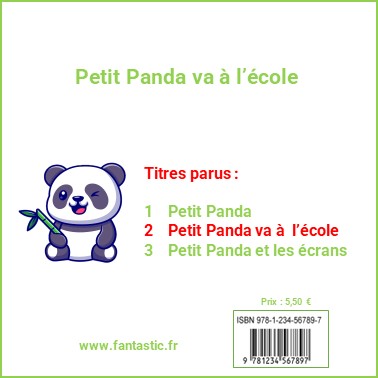 Petit Panda va à l’école
Titres parus :
1 Petit Panda
2 Petit Panda va à l’école
3 Petit Panda et les écrans
Prix : 5,50 €
ISBN 978-1-234-56789-7
9 781234 567897
www.fantastic.fr